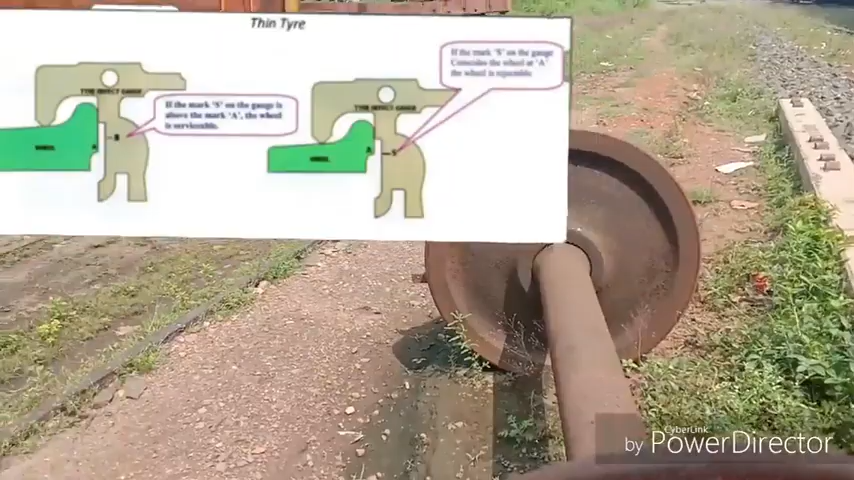 Thin Tyre
If the mark 'S' on the gauge
Coincides the wheel at 'A'
the wheel is rejectable.
TYRE DEFECT GAUGE
TYRE DEFECT GAUGE
If the mark 'S' on the gauge is
above the mark 'A', the wheel
is serviceable.
WHEEL
WHEEL
by CyberLink
PowerDirector